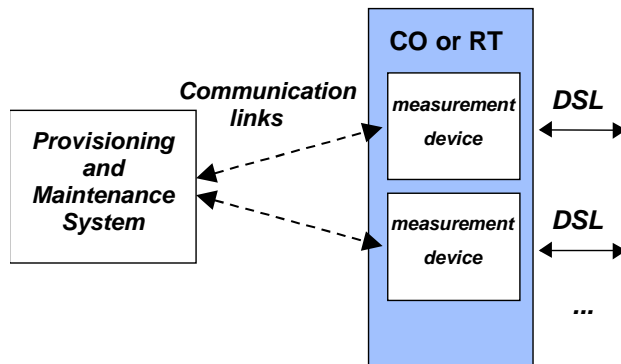 CO or RT
Communication
links
measurement
device
DSL
Provisioning
and
Maintenance
System
measurement
device
DSL
...